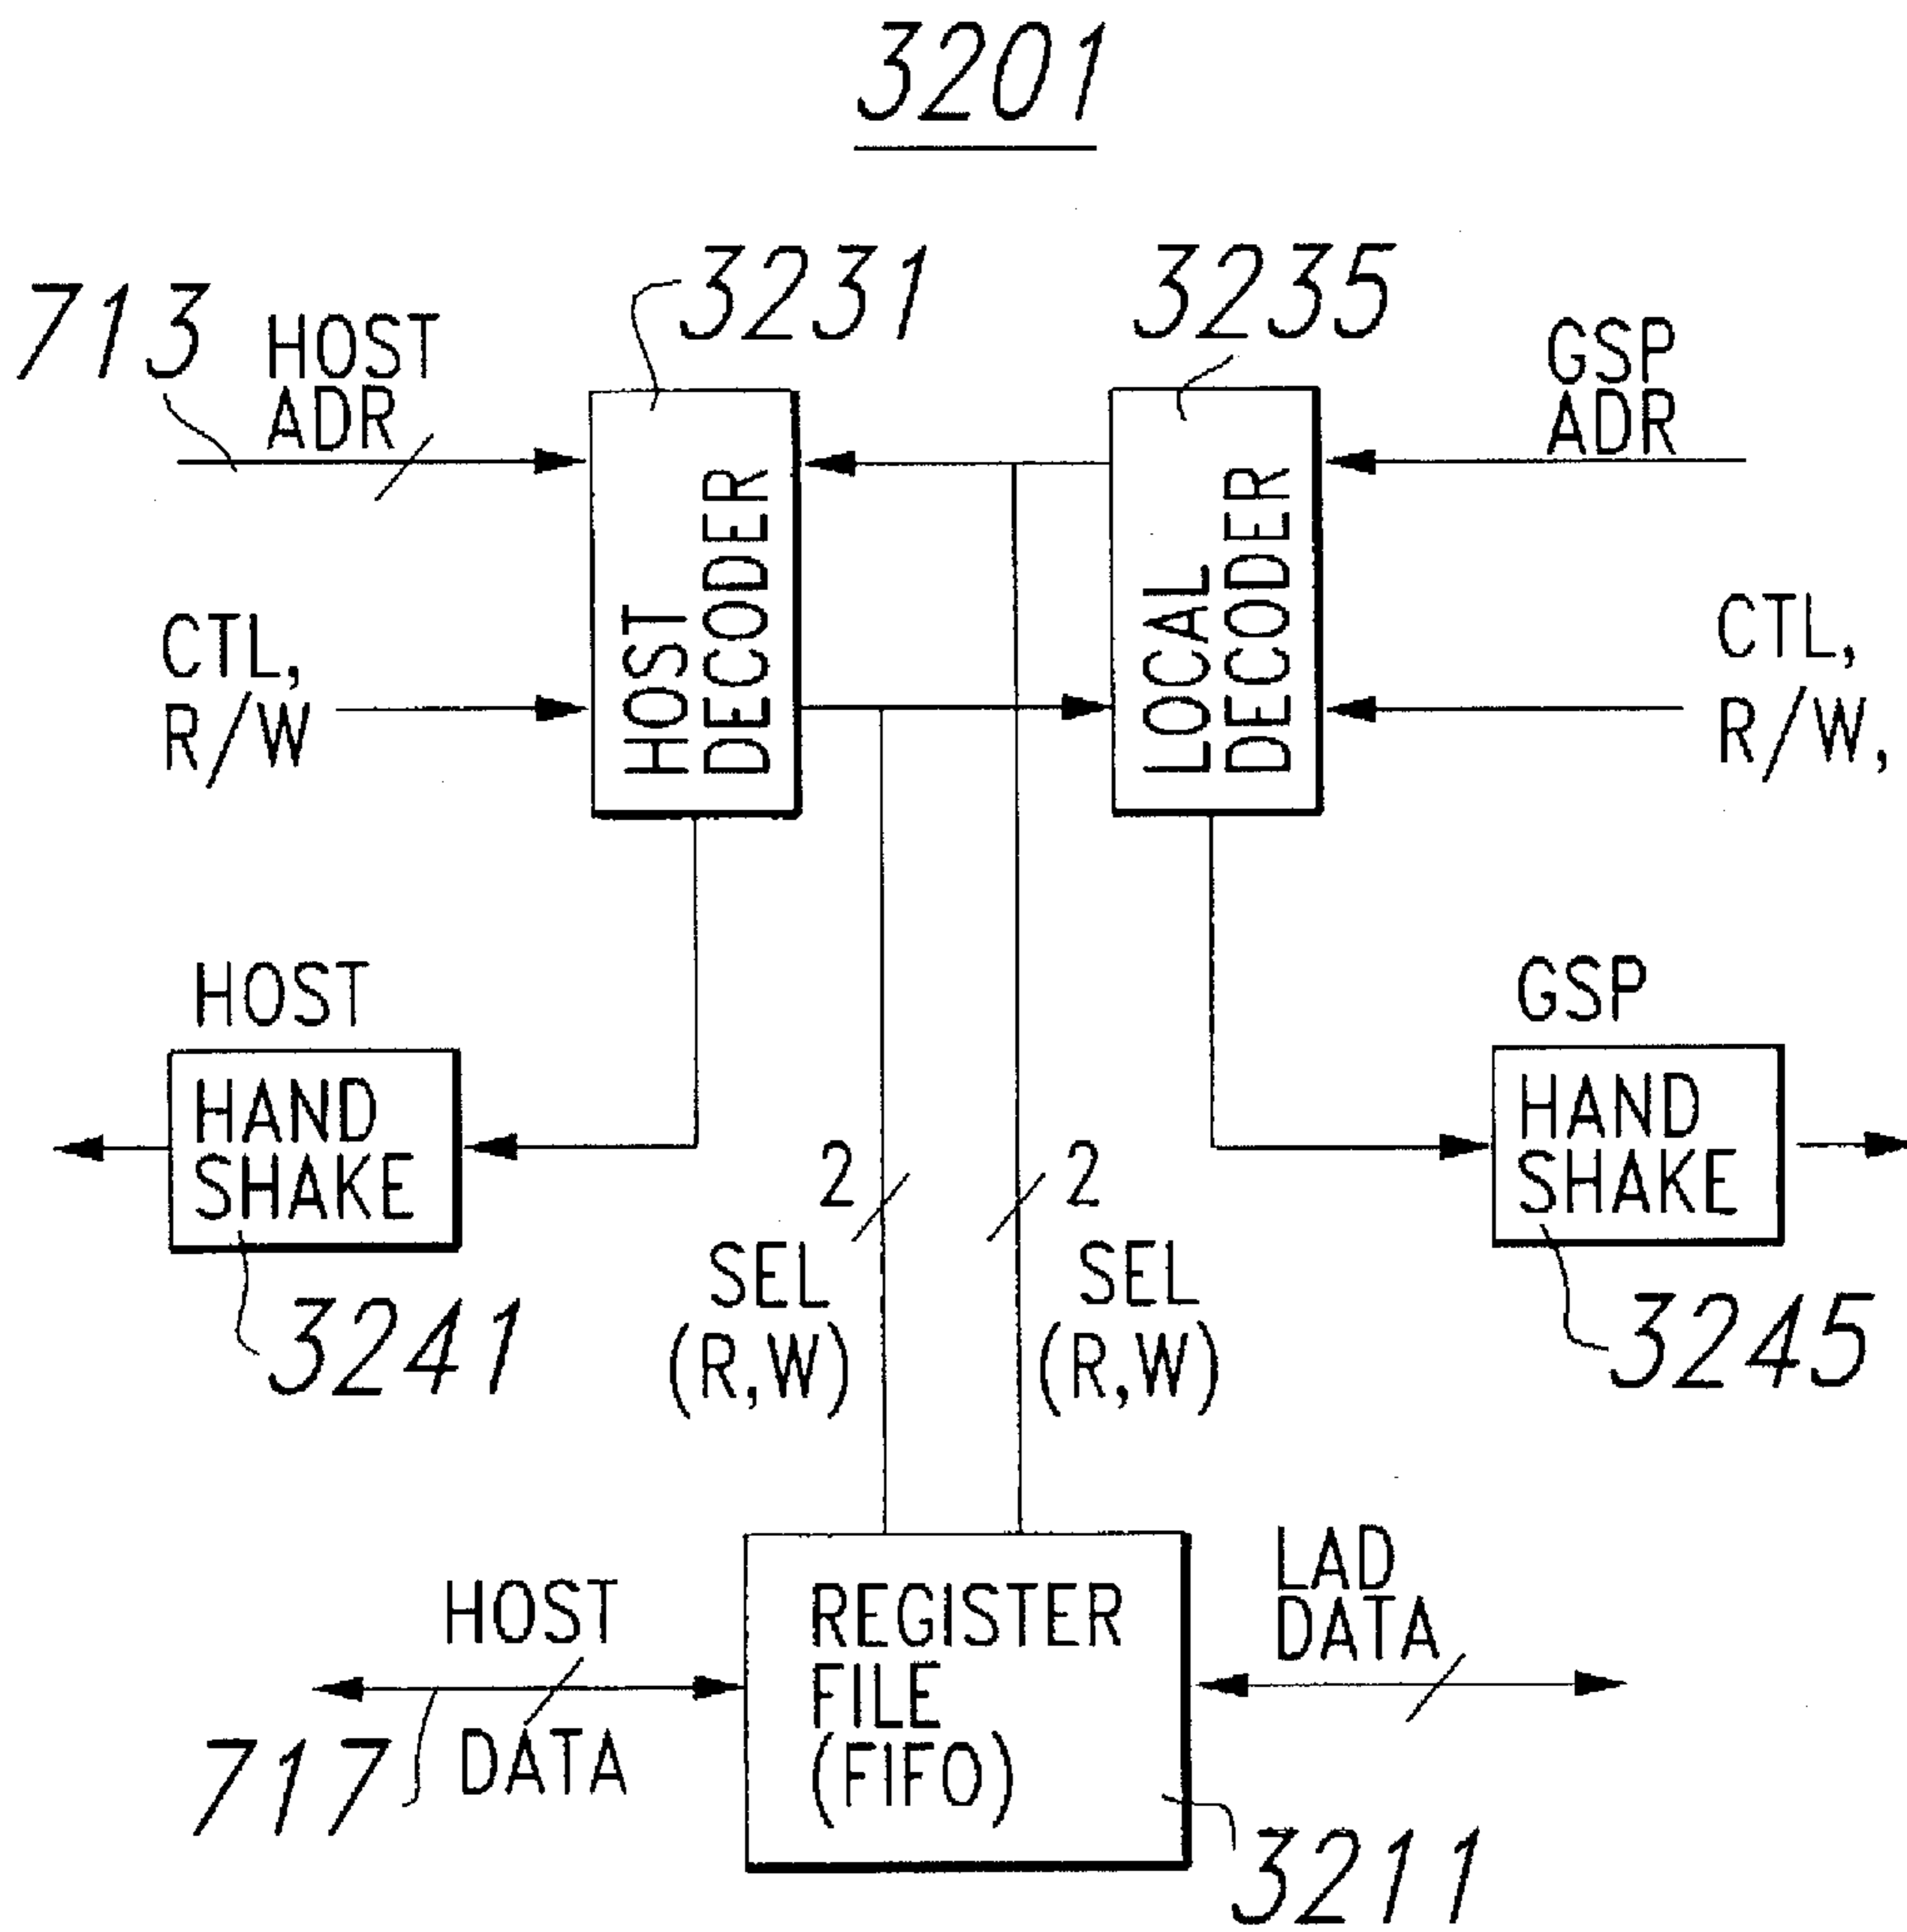 3201
713
HOST
ADR
3231
3235
GSP
ADR
CTL,
R/W
HOST
DECODER
LOCAL
DECODER
CTL,
R/W,
HOST
HAND
SHAKE
3241
2
SEL
(R,W)
2
SEL
(R,W)
GSP
HAND
SHAKE
3245
HOST
DATA
717
REGISTER
FILE
(FIFO)
LAD
DATA
3211